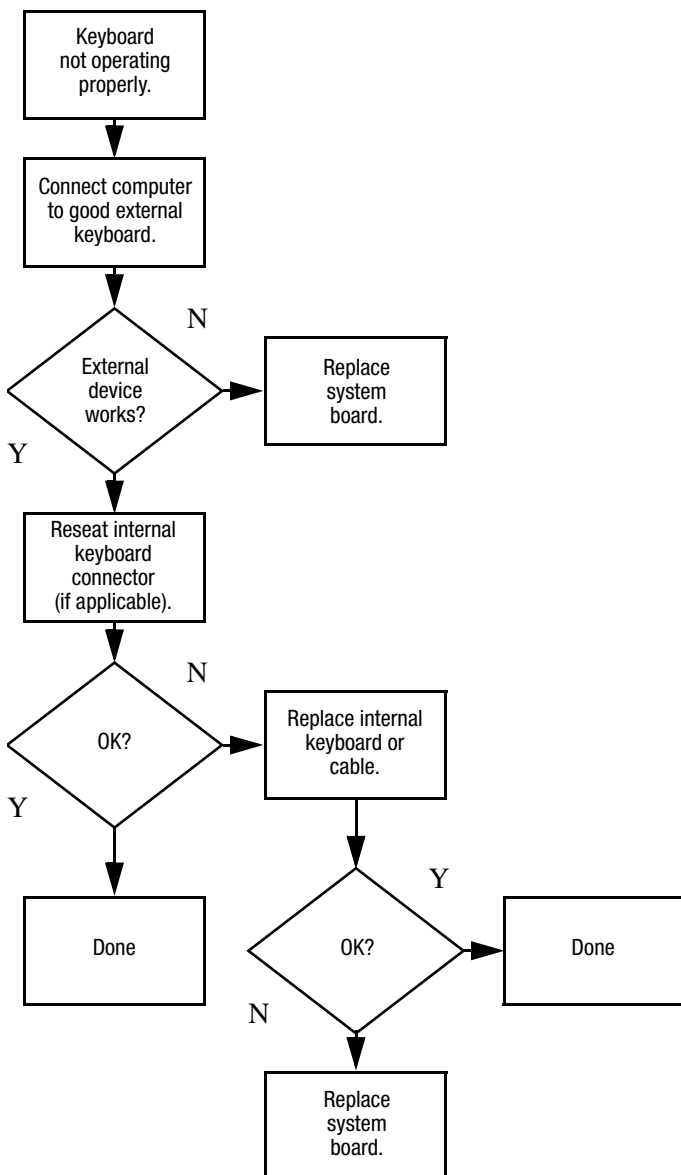 Keyboard
not operating
properly.
Connect computer
to good external
keyboard.
N
External
device
works?
Replace
system
board.
Y
Reseat internal
keyboard
connector
(if applicable).
N
OK?
Replace internal
keyboard or
cable.
Y
Y
Done
OK?
Done
N
Replace
system
board.